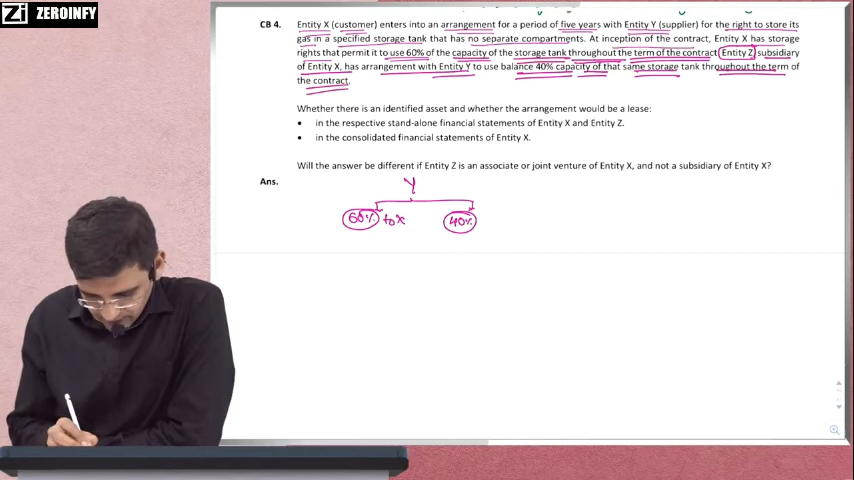 Zi ZEROINFY
CB 4. Entity X (customer) enters into an arrangement for a period of five years with Entity Y (supplier) for the right to store its
gas in a specified storage tank that has no separate compartments. At inception of the contract, Entity X has storage
rights that permit it to use 60% of the capacity of the storage tank throughout the term of the contract. Entity Z, subsidiary
of Entity X, has arrangement with Entity Y to use balance 40% capacity of that same storage tank throughout the term of
the contract.
Whether there is an identified asset and whether the arrangement would be a lease:
• in the respective stand-alone financial statements of Entity X and Entity Z.
• in the consolidated financial statements of Entity X.
Will the answer be different if Entity Z is an associate or joint venture of Entity X, and not a subsidiary of Entity X?
Ans.
Y
60% to X 40%